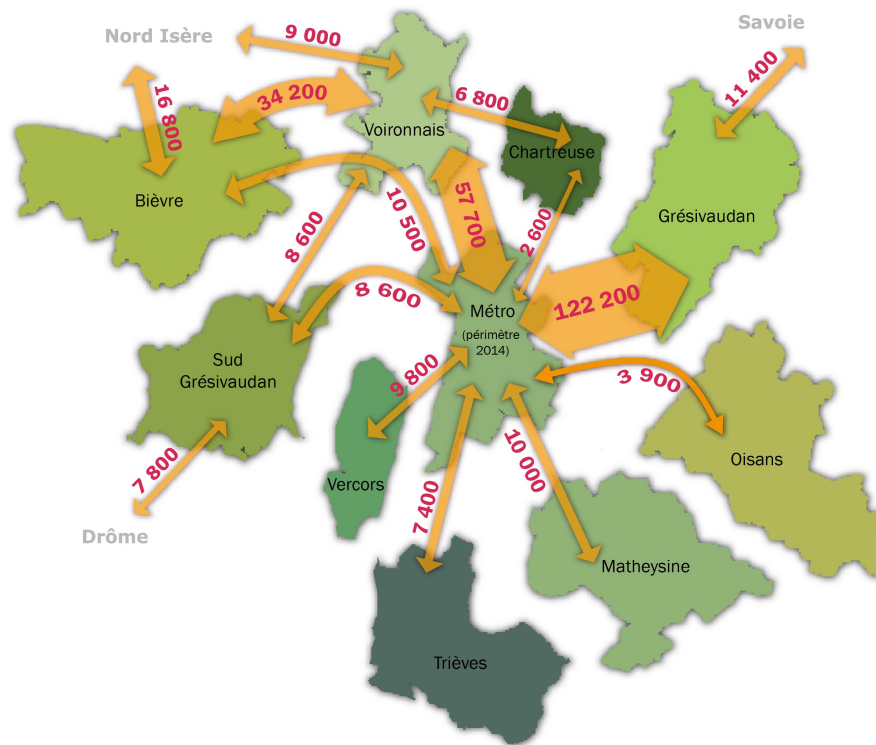 Nord Isère
9 000
Savoie
16 800
34 200
6 800
11 400
Voironnais
Chartreuse
Bièvre
10 500
57 700
Grésivaudan
8 600
2 600
8 600
Métro
(périmètre
2014)
122 200
Sud
Grésivaudan
9 800
3 900
7 800
Vercors
7 400
10 000
Oisans
Drôme
Matheysine
Trièves